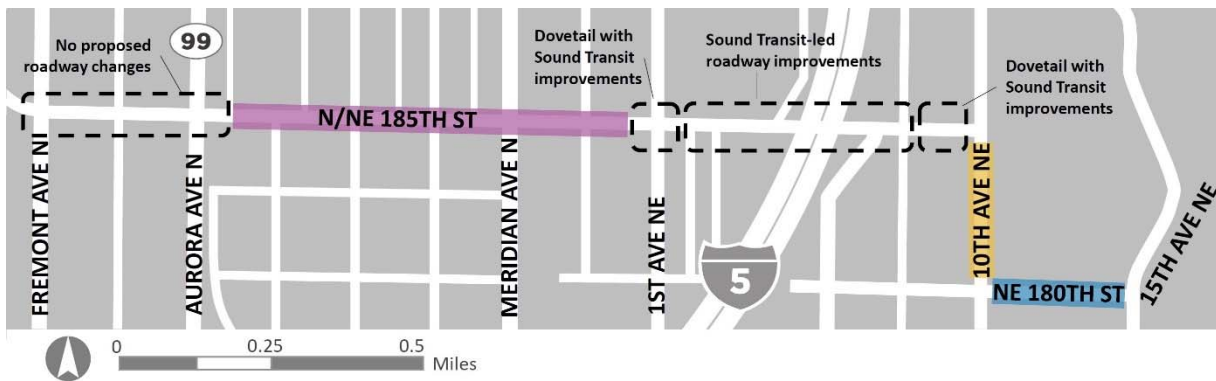 No proposed
roadway changes
99
Dovetail with
Sound Transit
improvements
Sound Transit-led
roadway improvements
Dovetail with
Sound Transit
improvements
N/NE 185TH ST
FREMONT AVE N
AURORA AVE N
MERIDIAN AVE N
1ST AVE NE
5
10TH AVE NE
NE 180TH ST
15TH AVE NE
0 0.25 0.5
Miles